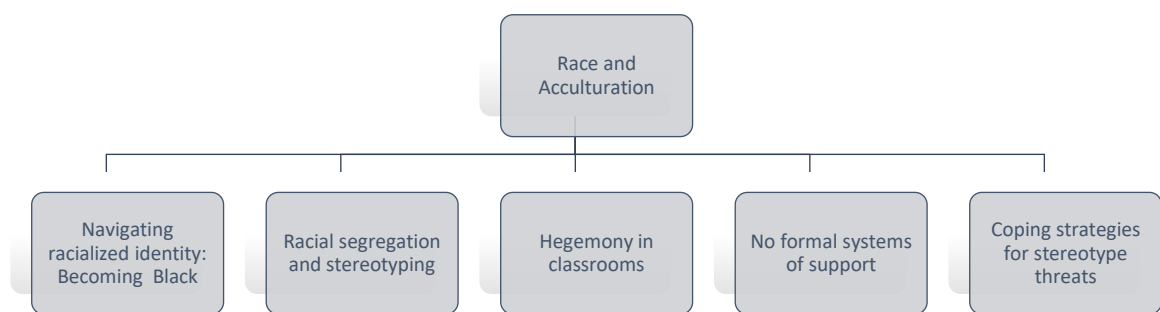 Race and
Acculturation
Navigating
racialized identity:
Becoming  Black
Racial segregation
and stereotyping
Hegemony in
classrooms
No formal systems
of support
Coping strategies
for stereotype
threats